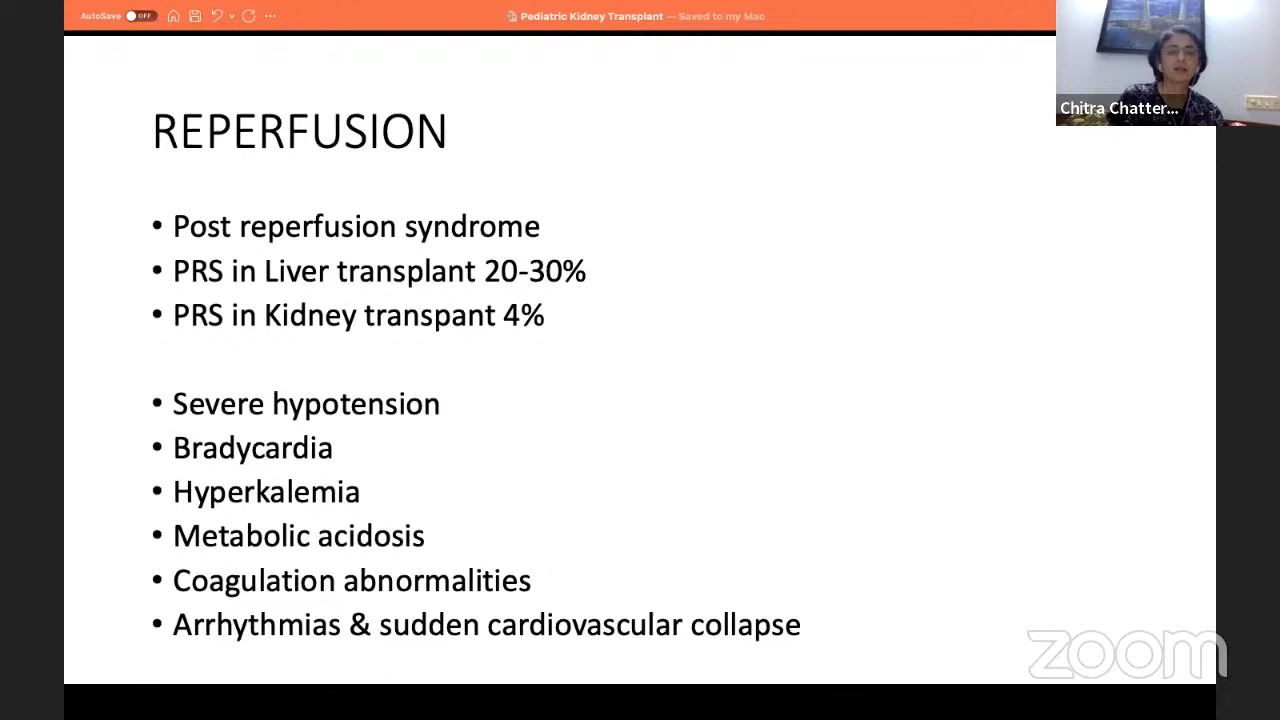 AutoSave OFF
Pediatric Kidney Transplant — Saved to my Mac
Chitra Chatter...
REPERFUSION
• Post reperfusion syndrome
• PRS in Liver transplant 20-30%
• PRS in Kidney transpant 4%
• Severe hypotension
• Bradycardia
• Hyperkalemia
• Metabolic acidosis
• Coagulation abnormalities
• Arrhythmias & sudden cardiovascular collapse
zoom